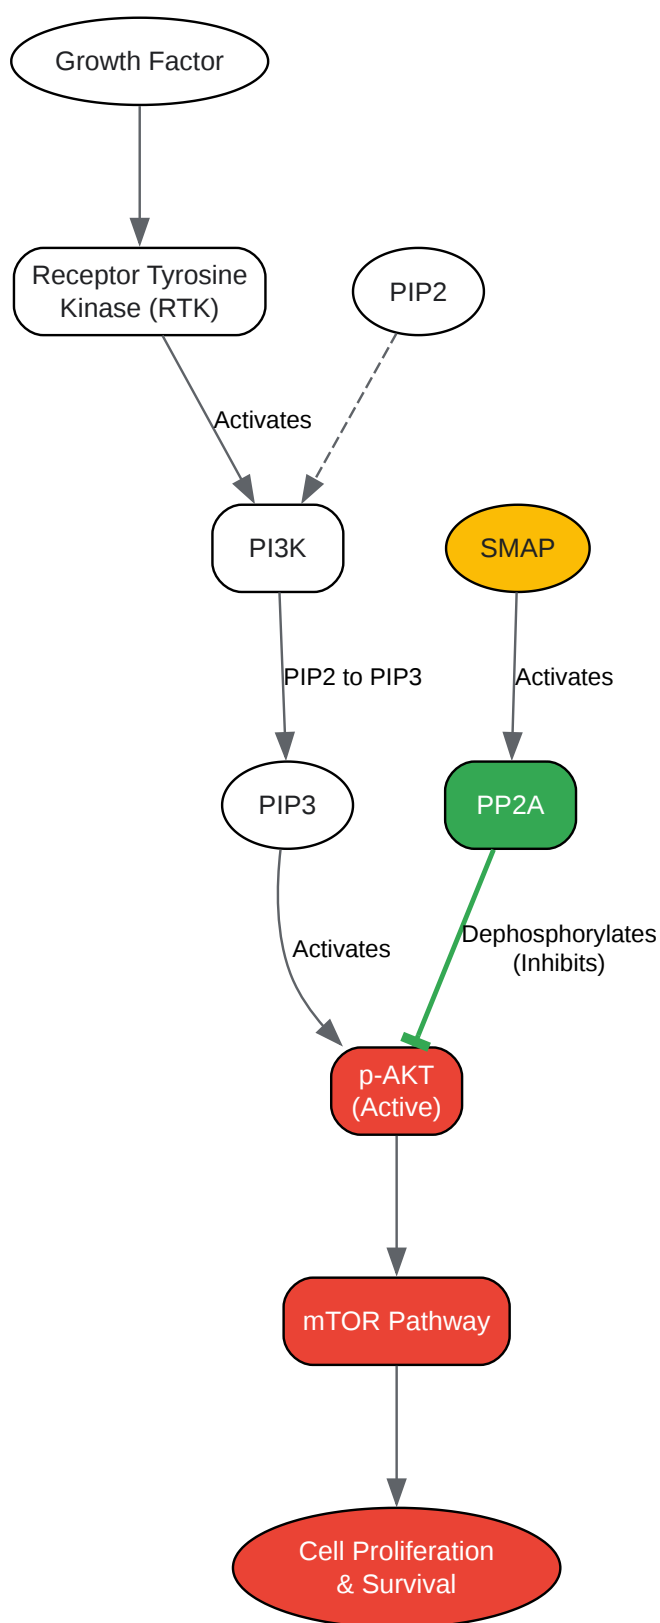 Growth Factor
Receptor Tyrosine
Kinase (RTK)
PIP2
Activates
PI3K
SMAP
PIP2 to PIP3
Activates
PIP3
PP2A
Activates
Dephosphorylates
(Inhibits)
p-AKT
(Active)
mTOR Pathway
Cell Proliferation
& Survival